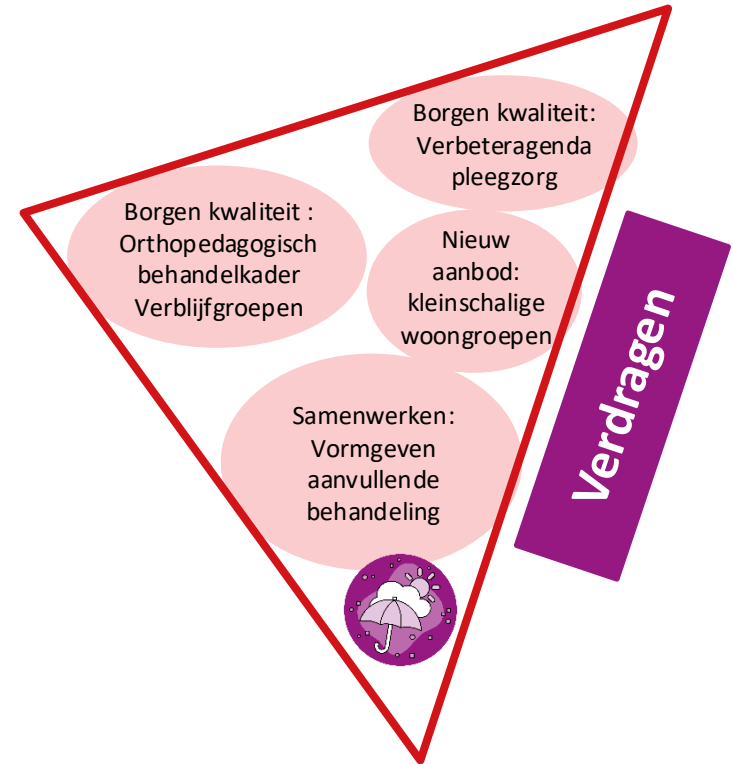 Borgen kwaliteit:
Verbeteragenda
pleegzorg
Borgen kwaliteit :
Orthopedagogisch
behandelkader
Verblijfgroepen
Nieuw
aanbod:
kleinschalige
woongroepen
Samenwerken:
Vormgeven
aanvullende
behandeling
Verdragen